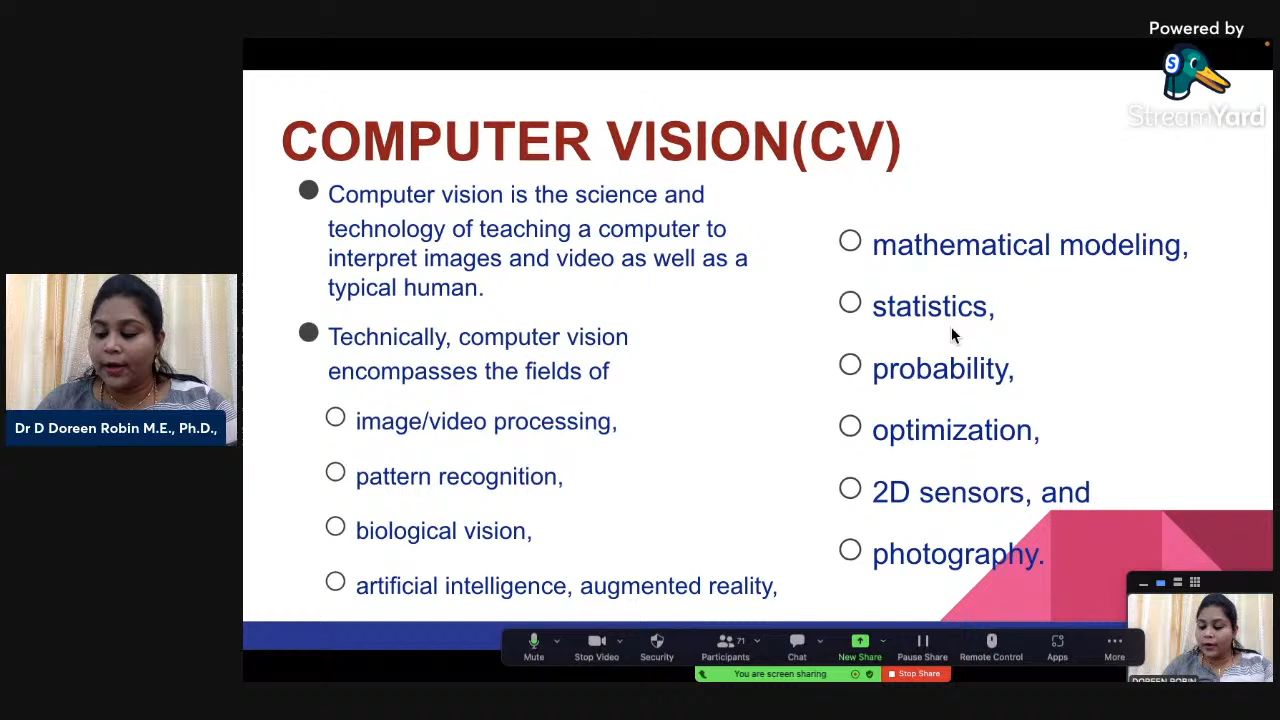 Powered by
StreamYard
COMPUTER VISION(CV)
Computer vision is the science and
technology of teaching a computer to
interpret images and video as well as a
typical human.
Technically, computer vision
encompasses the fields of
image/video processing,
pattern recognition,
biological vision,
artificial intelligence, augmented reality,
mathematical modeling,
statistics,
probability,
optimization,
2D sensors, and
photography.
Dr D Doreen Robin M.E., Ph.D.,
71
Mute
Stop Video
Security
Participants
Chat
New Share
Pause Share
Remote Control
Apps
More
You are screen sharing
Stop Share
DOREEN ROBIN